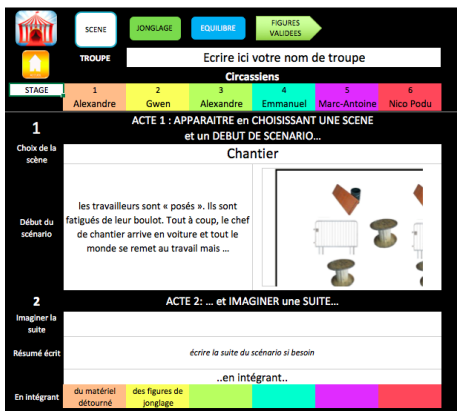 SCENE
JONGLAGE
EQUILIBRE
FIGURES
VALIDEES
TROUPE
Ecrire ici votre nom de troupe
Circassiens
STAGE
1 2 3 4 5 6
Alexandre Gwen Alexandre Emmanuel Marc-Antoine Nico Podu
1
ACTE 1 : APPARAITRE en CHOISISSANT UNE SCENE
et un DEBUT DE SCENARIO...
Choix de la
scène
Chantier
Début du
scénario
les travailleurs sont « posés ». Ils sont
fatigués de leur boulot. Tout à coup, le chef
de chantier arrive en voiture et tout le
monde se remet au travail mais ...
2
ACTE 2: ... et IMAGINER une SUITE...
Imaginer la
suite
Résumé écrit
écrire la suite du scénario si besoin
..en intégrant..
En intégrant
du matériel
détourné
des figures de
jonglage